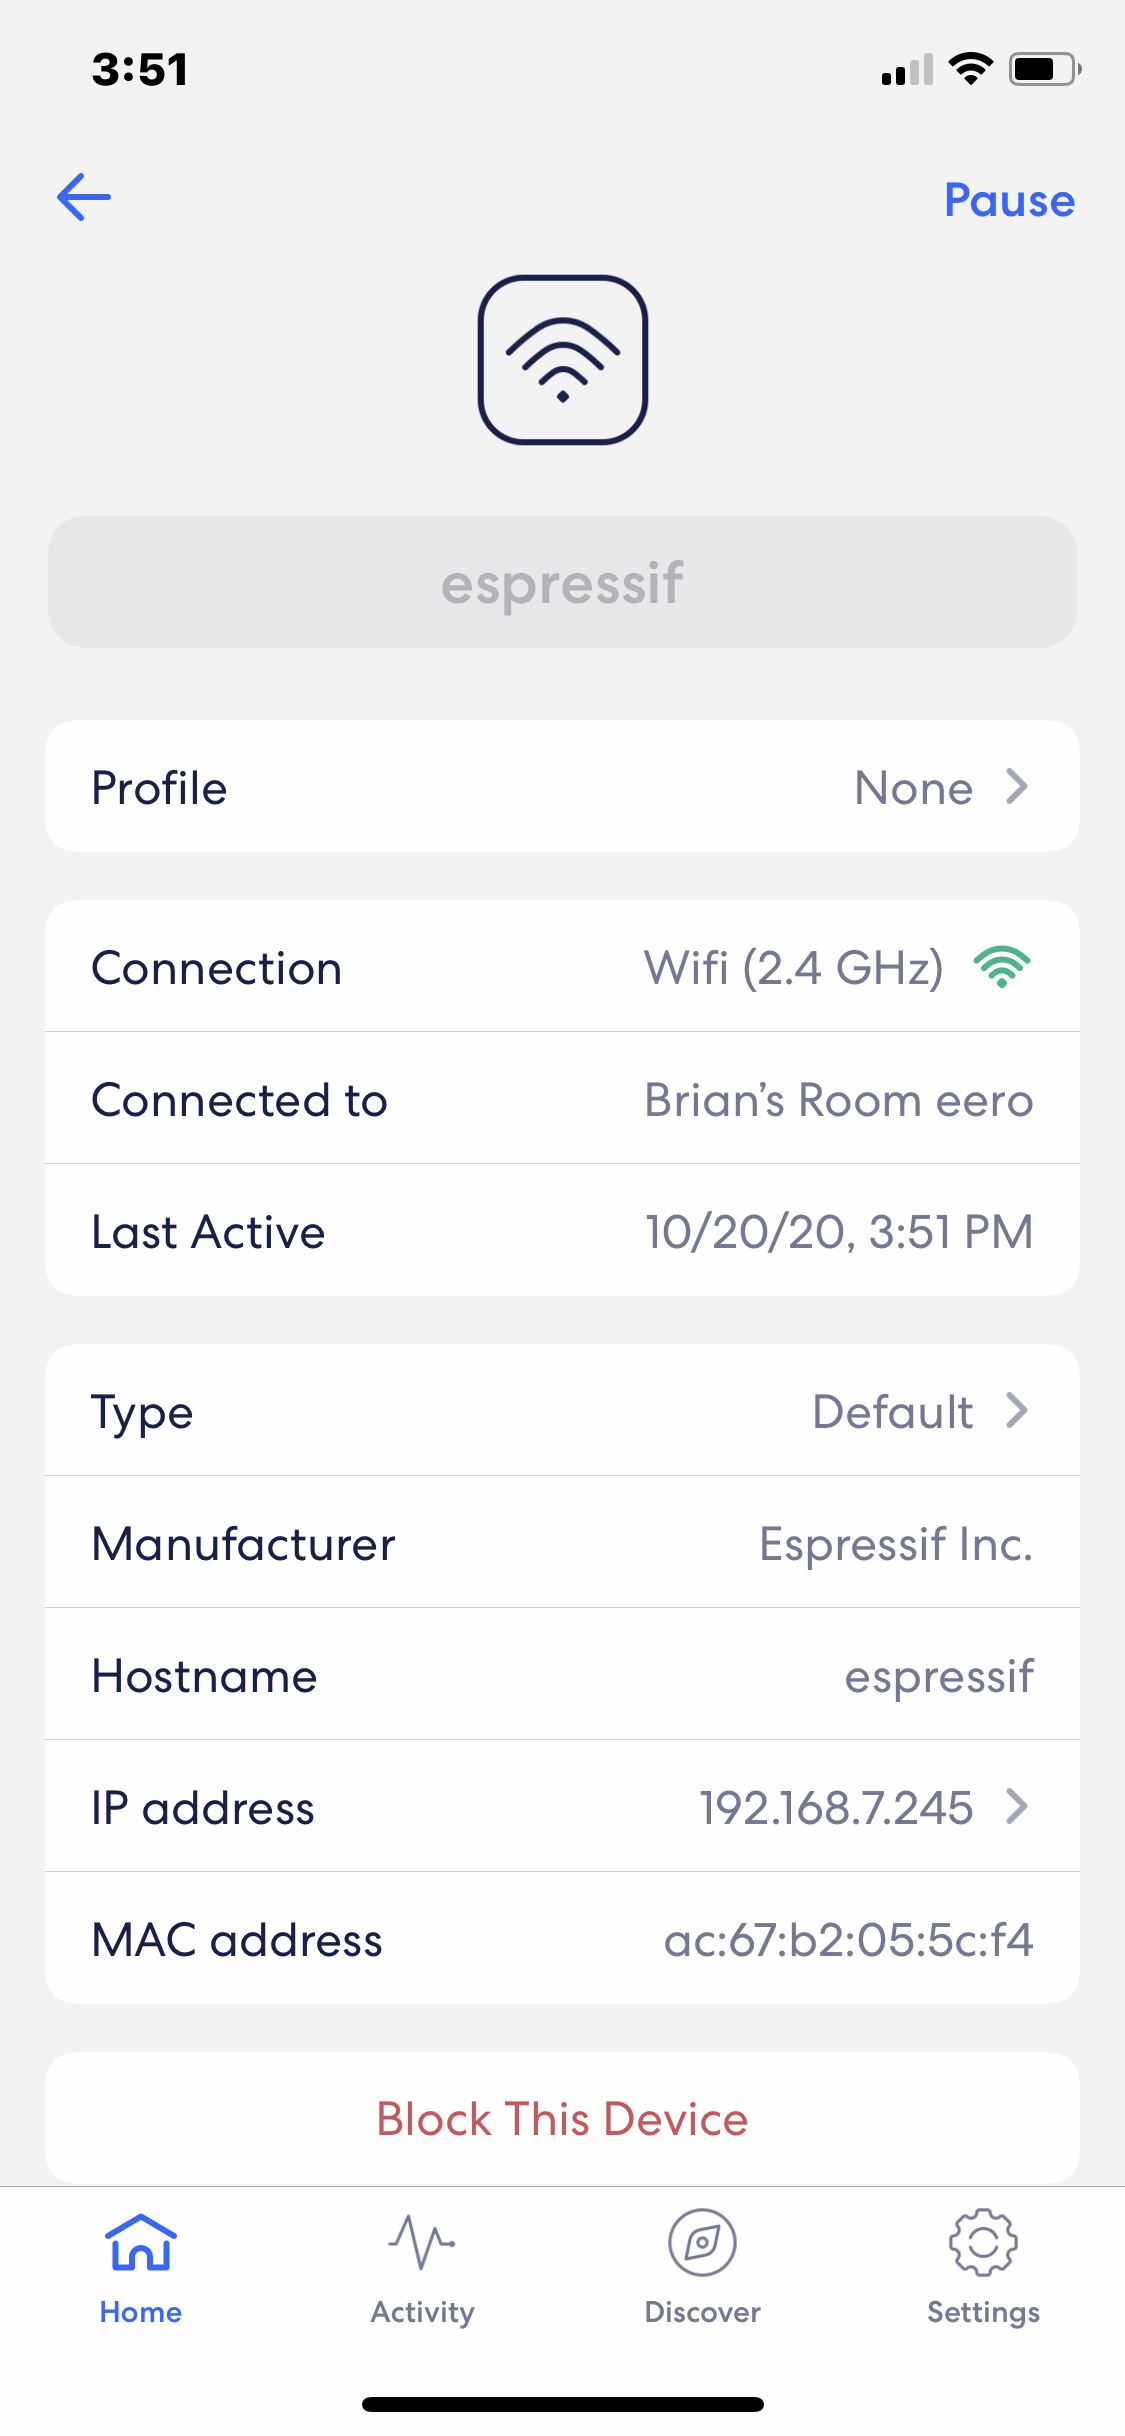 3:51
Pause
espressif
Profile None
Connection Wifi (2.4 GHz)
Connected to Brian’s Room eero
Last Active 10/20/20, 3:51 PM
Type Default
Manufacturer Espressif Inc.
Hostname espressif
IP address 192.168.7.245
MAC address ac:67:b2:05:5c:f4
Block This Device
Home Activity Discover Settings